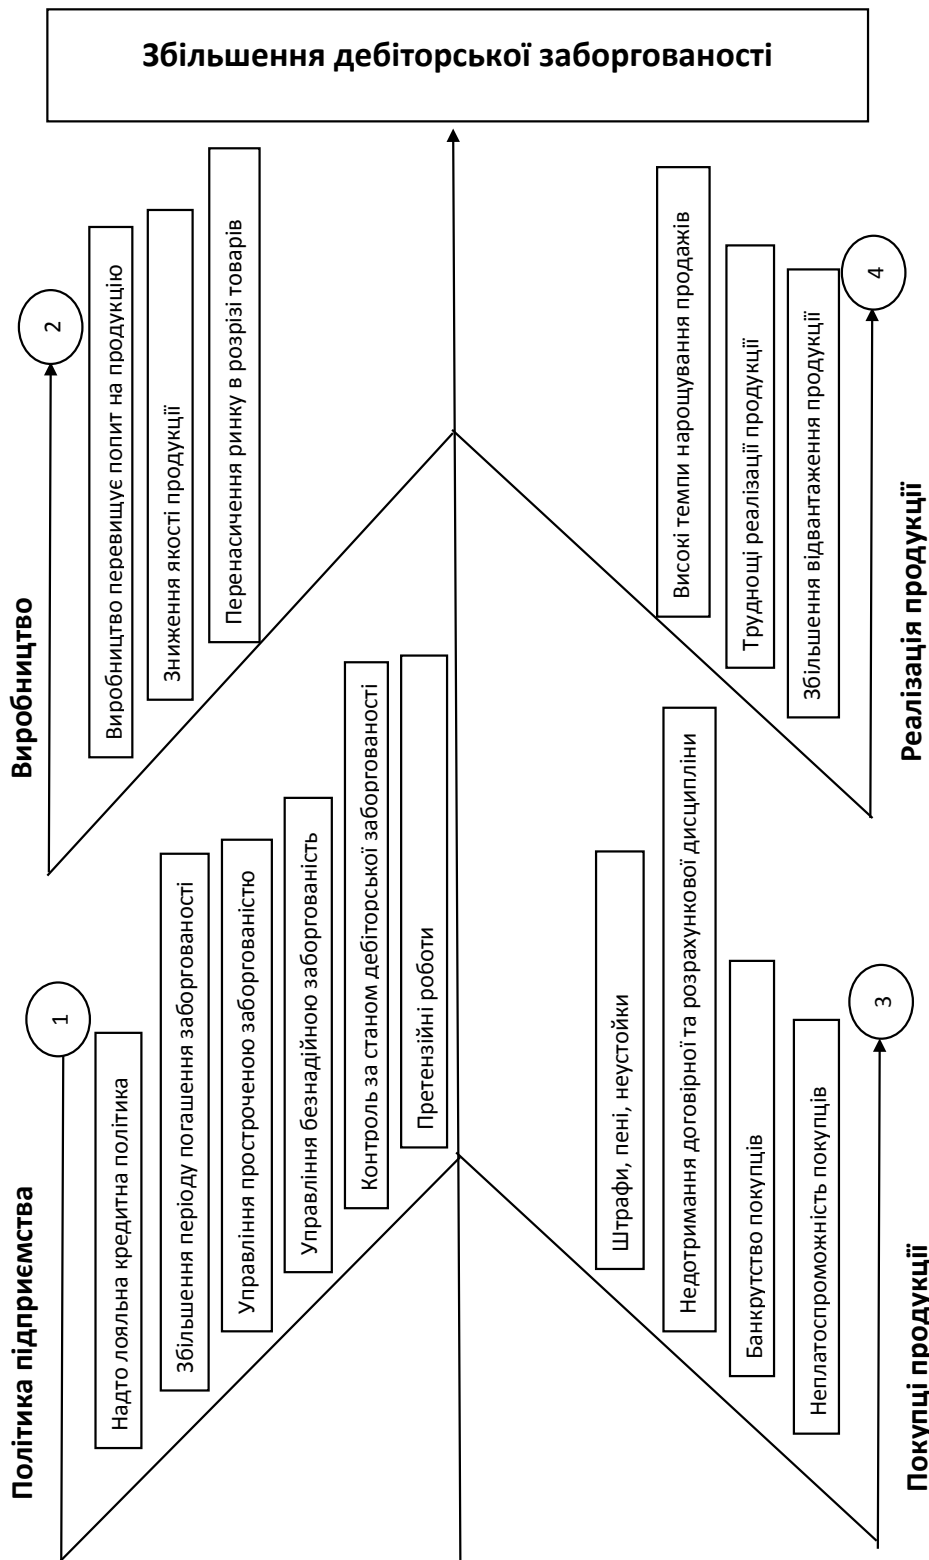 Збільшення дебіторської заборгованості
Політика підприємства
1
Надто лояльна кредитна політика
Збільшення періоду погашення заборгованості
Управління простроченою заборгованістю
Управління безнадійною заборгованість
Контроль за станом дебіторської заборгованості
Претензійні роботи
Виробництво
2
Виробництво перевищує попит на продукцію
Зниження якості продукції
Перенасичення ринку в розрізі товарів
Штрафи, пені, неустойки
Недотримання договірної та розрахункової дисципліни
Банкрутство покупців
Неплатоспроможність покупців
3
Покупці продукції
Високі темпи нарощування продажів
Труднощі реалізації продукції
Збільшення відвантаження продукції
4
Реалізація продукції